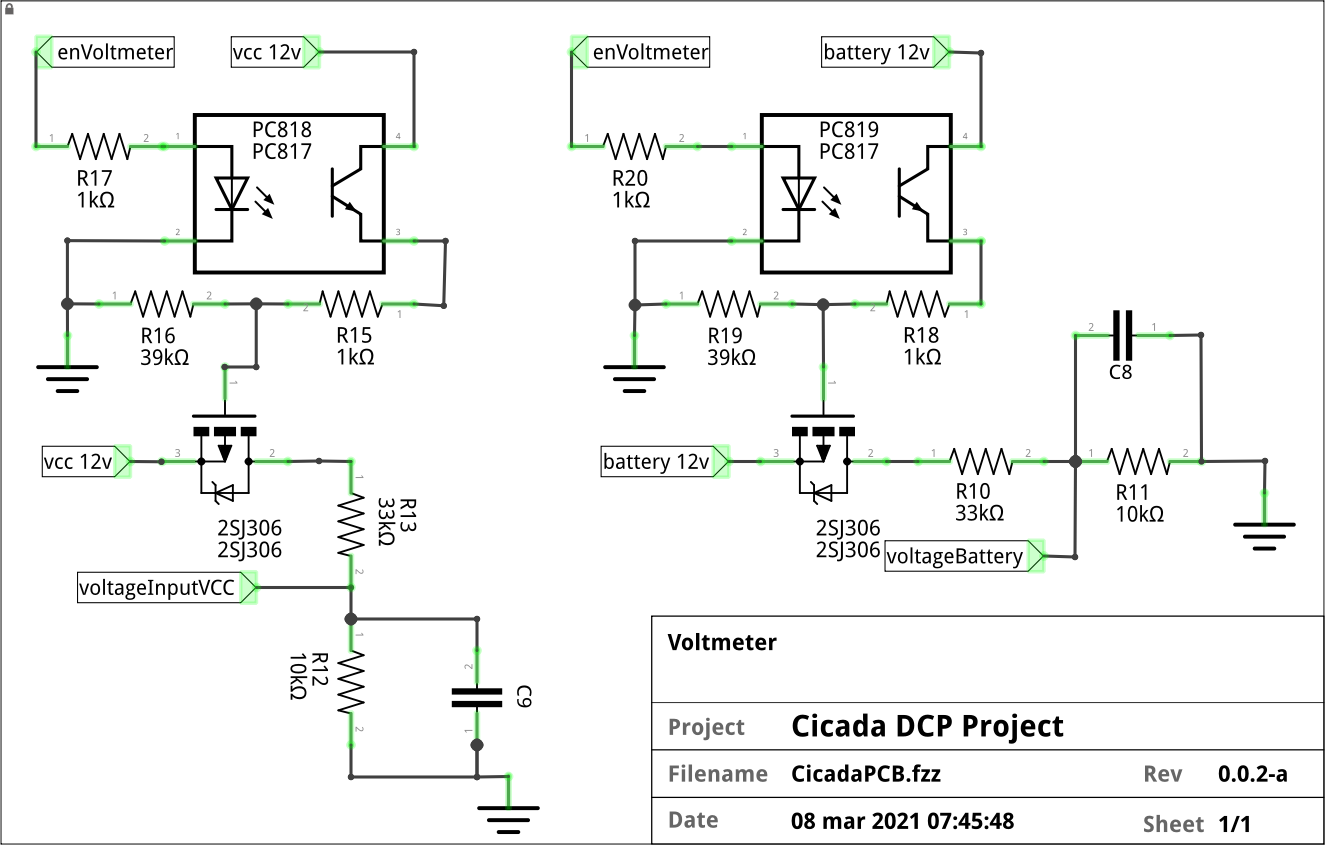 enVoltmeter
vcc 12v
1
2
1
4
R17
1kΩ
PC818
PC817
2
3
1
2
2
1
R16
39kΩ
R15
1kΩ
1
vcc 12v
3
2
2SJ306
2SJ306
1
R13
33kΩ
2
voltageInputVCC
1
R12
10kΩ
2
2
C9
1
enVoltmeter
battery 12v
1
2
1
4
R20
1kΩ
PC819
PC817
2
3
1
2
2
1
R19
39kΩ
R18
1kΩ
1
battery 12v
3
2
2SJ306
2SJ306
1
2
R10
33kΩ
2
1
C8
1
2
R11
10kΩ
voltageBattery
Voltmeter
Project Cicada DCP Project
Filename CicadaPCB.fzz Rev 0.0.2-a
Date 08 mar 2021 07:45:48 Sheet 1/1